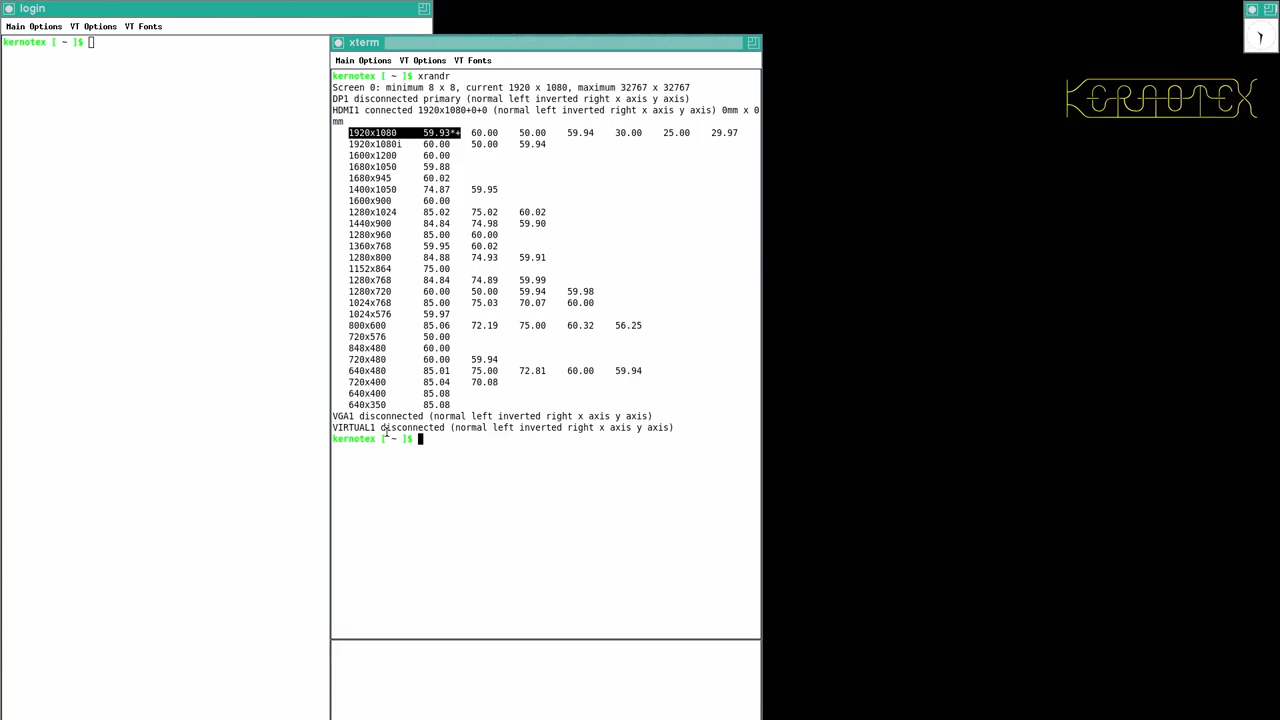 login
Main Options  VT Options  VT Fonts
kernotex [ ~ ]$
xterm
Main Options  VT Options  VT Fonts
kernotex [ ~ ]$ xrandr
Screen 0: minimum 8 x 8, current 1920 x 1080, maximum 32767 x 32767
DP1 disconnected primary (normal left inverted right x axis y axis)
HDMI1 connected 1920x1080+0+0 (normal left inverted right x axis y axis) 0mm x 0
mm
   1920x1080     59.93*+  60.00    50.00    59.94    30.00    25.00    29.97
   1920x1080i    60.00    50.00    59.94
   1600x1200     60.00
   1680x1050     59.88
   1680x945      60.02
   1400x1050     74.87    59.95
   1600x900      60.00
   1280x1024     85.02    75.02    60.02
   1440x900      84.84    74.98    59.90
   1280x960      85.00    60.00
   1360x768      59.95    60.02
   1280x800      84.88    74.93    59.91
   1152x864      75.00
   1280x768      84.84    74.89    59.99
   1280x720      60.00    50.00    59.94    59.98
   1024x768      85.00    75.03    70.07    60.00
   1024x576      59.97
   800x600       85.06    72.19    75.00    60.32    56.25
   720x576       50.00
   848x480       60.00
   720x480       60.00    59.94
   640x480       85.01    75.00    72.81    60.00    59.94
   720x400       85.04    70.08
   640x400       85.08
   640x350       85.08
VGA1 disconnected (normal left inverted right x axis y axis)
VIRTUAL1 disconnected (normal left inverted right x axis y axis)
kernotex [ ~ ]$
KERNOTEX